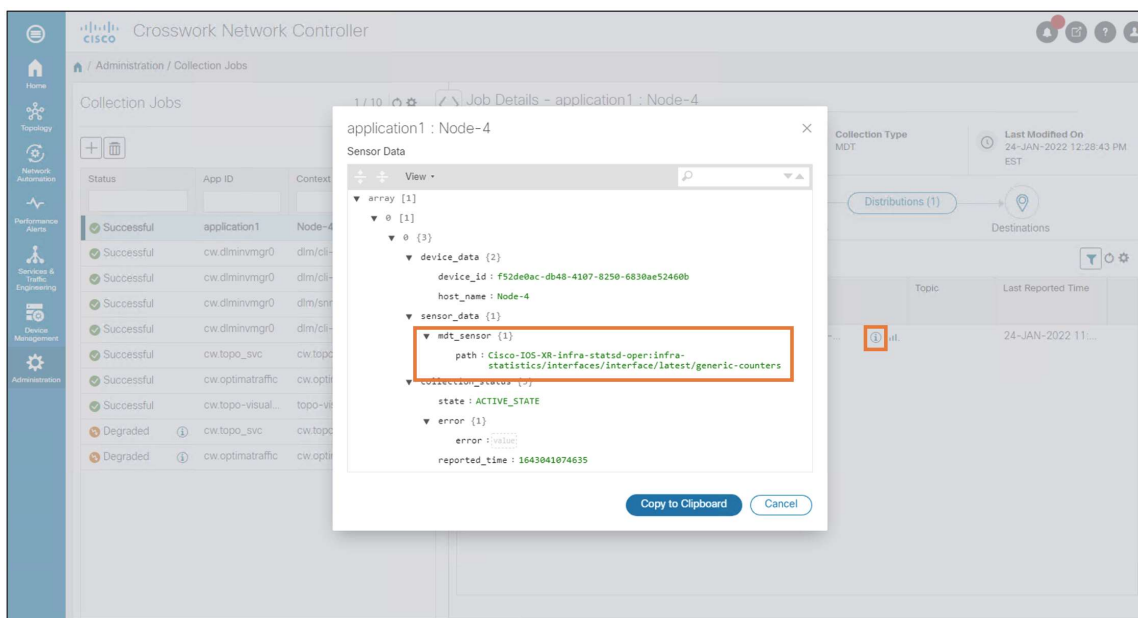 CISCO Crosswork Network Controller
Home
Topology
Network Automation
Performance Alerts
Services & Traffic Engineering
Device Management
Administration
/ Administration / Collection Jobs
Collection Jobs
1 / 10
Job Details - application1 : Node-4
Collection Type
MDT
Last Modified On
24-JAN-2022 12:28:43 PM
EST
Status App ID Context
Successful application1 Node-4
Successful cw.dlminvmgr0 dlm/cli-
Successful cw.dlminvmgr0 dlm/cli-
Successful cw.dlminvmgr0
Successful cw.dlminvmgr0 dlm/cli-
Successful cw.topo_svc cw.topo
Successful cw.optimatraffic cw.opti
Successful cw.topo-visual... topo-vi
Degraded cw.topo_svc cw.topo
Degraded cw.optimatraffic cw.opti
Distributions (1)
Destinations
Topic
Last Reported Time
24-JAN-2022 11:...
application1 : Node-4
Sensor Data
View
array [1]
0 [1]
0 {3}
device_data {2}
device_id : f52de0ac-db48-4107-8250-6830ae52460b
host_name : Node-4
sensor_data {1}
mdt_sensor {1}
path : Cisco-IOS-XR-infra-statsd-oper:infra-
statistics/interfaces/interface/latest/generic-counters
collection_status {3}
state : ACTIVE_STATE
error {1}
error : value
reported_time : 1643041074635
Copy to Clipboard
Cancel